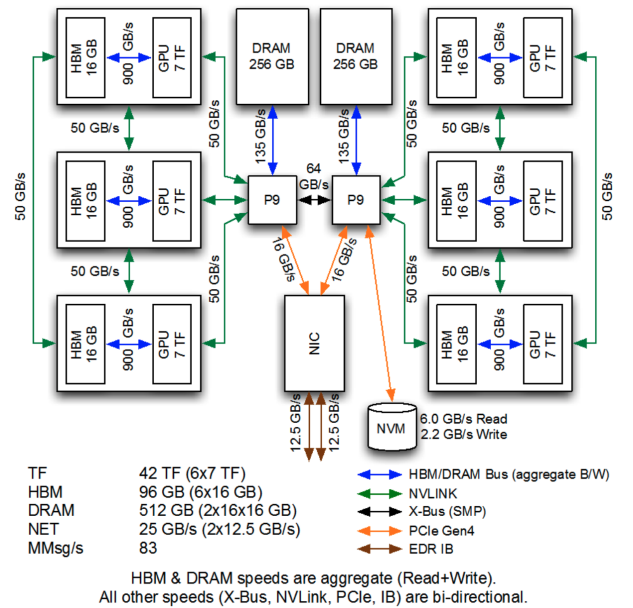 HBM
16 GB
900 GB/s
GPU
7 TF
DRAM
256 GB
DRAM
256 GB
HBM
16 GB
900 GB/s
GPU
7 TF
50 GB/s
50 GB/s
50 GB/s
135 GB/s
135 GB/s
50 GB/s
50 GB/s
50 GB/s
HBM
16 GB
900 GB/s
GPU
7 TF
P9
64
GB/s
P9
HBM
16 GB
900 GB/s
GPU
7 TF
50 GB/s
50 GB/s
16 GB/s
16 GB/s
50 GB/s
50 GB/s
HBM
16 GB
900 GB/s
GPU
7 TF
NIC
HBM
16 GB
900 GB/s
GPU
7 TF
12.5 GB/s
12.5 GB/s
NVM
6.0 GB/s Read
2.2 GB/s Write
TF 42 TF (6x7 TF)
HBM 96 GB (6x16 GB)
DRAM 512 GB (2x16x16 GB)
NET 25 GB/s (2x12.5 GB/s)
MMsg/s 83
HBM/DRAM Bus (aggregate B/W)
NVLINK
X-Bus (SMP)
PCIe Gen4
EDR IB
HBM & DRAM speeds are aggregate (Read+Write).
All other speeds (X-Bus, NVLink, PCIe, IB) are bi-directional.